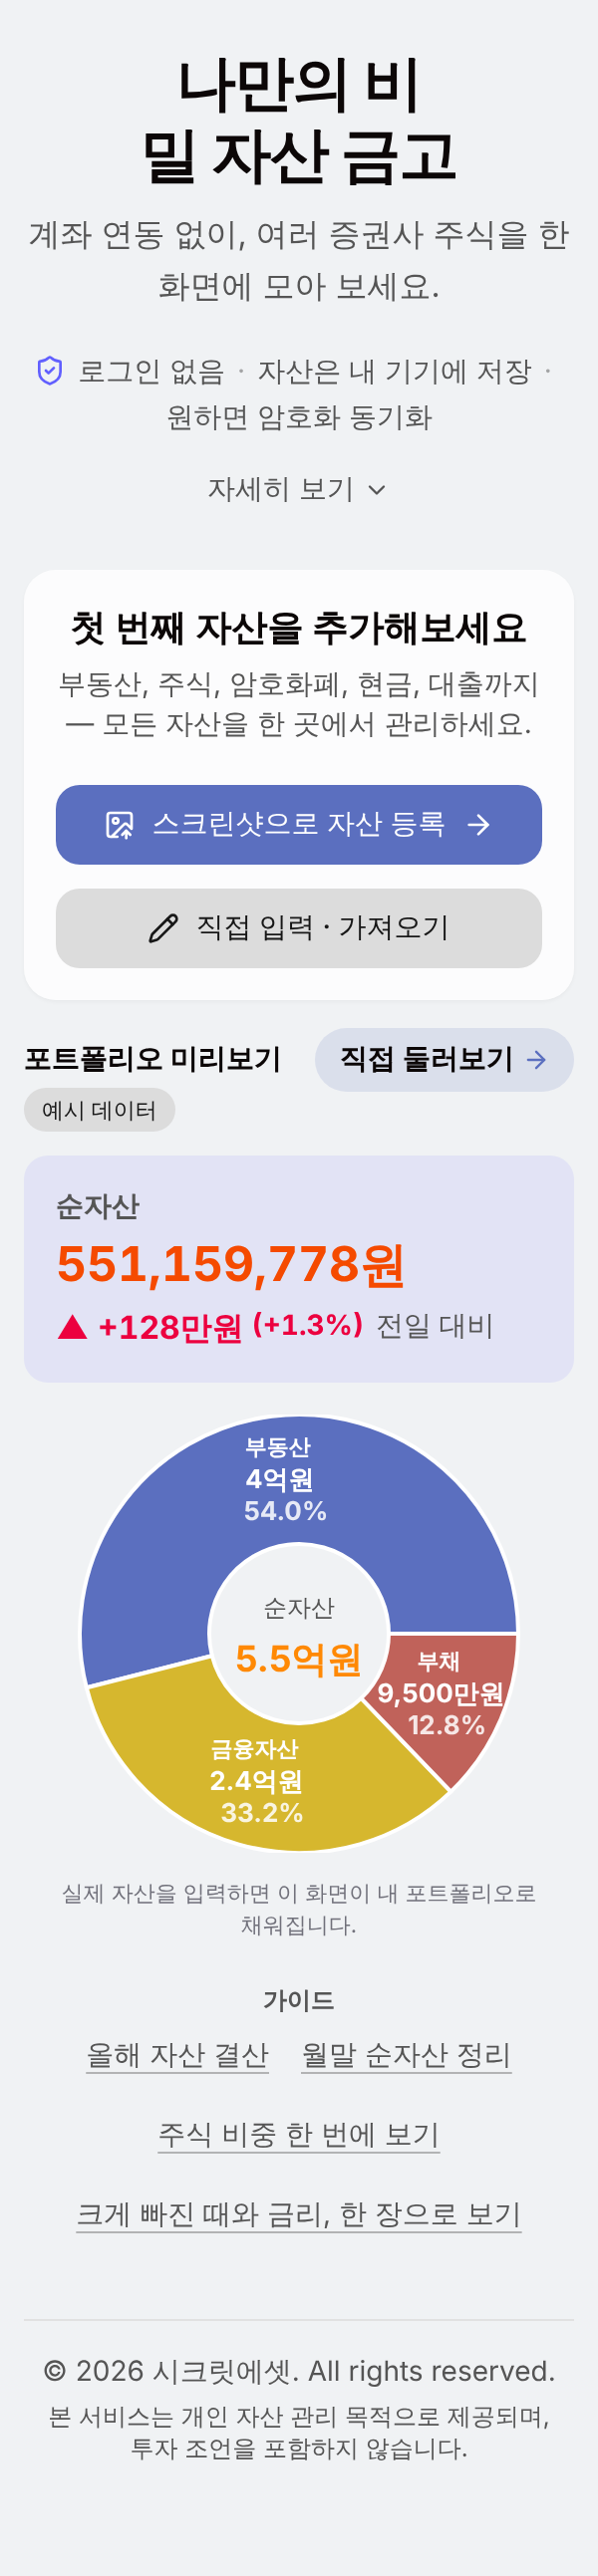 나만의 비
밀 자산 금고
계좌 연동 없이, 여러 증권사 주식을 한
화면에 모아 보세요.
로그인 없음 · 자산은 내 기기에 저장 ·
원하면 암호화 동기화
자세히 보기
첫 번째 자산을 추가해보세요
부동산, 주식, 암호화폐, 현금, 대출까지
— 모든 자산을 한 곳에서 관리하세요.
스크린샷으로 자산 등록 →
직접 입력 · 가져오기
포트폴리오 미리보기
직접 둘러보기 →
예시 데이터
순자산
551,159,778원
▲ +128만원 (+1.3%) 전일 대비
부동산
4억원
54.0%
순자산
5.5억원
부채
9,500만원
12.8%
금융자산
2.4억원
33.2%
실제 자산을 입력하면 이 화면이 내 포트폴리오로
채워집니다.
가이드
올해 자산 결산 월말 순자산 정리
주식 비중 한 번에 보기
크게 빠진 때와 금리, 한 장으로 보기
© 2026 시크릿에셋. All rights reserved.
본 서비스는 개인 자산 관리 목적으로 제공되며,
투자 조언을 포함하지 않습니다.